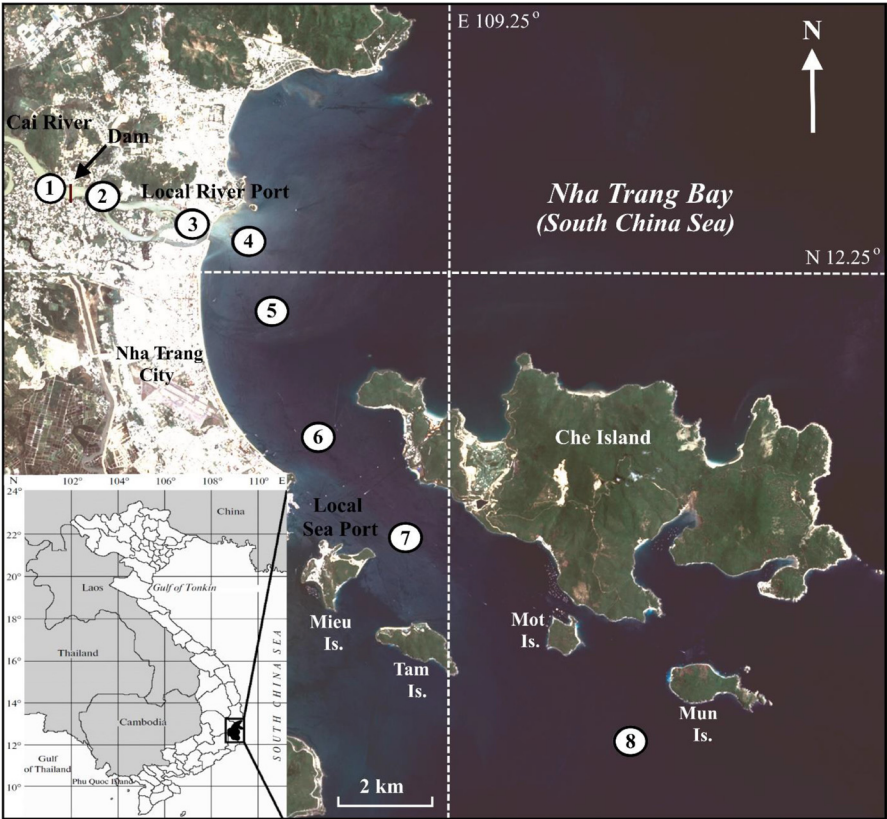 E 109.25°
N
Cai River
Dam
1
2
Local River Port
3
4
Nha Trang Bay
(South China Sea)
N 12.25°
5
Nha Trang
City
6
Che Island
Local
Sea Port
7
Mieu
Is.
Tam
Is.
Mot
Is.
Mun
Is.
8
2 km
N 102° 104° 106° 108° 110° E
24°
22°
20°
18°
16°
14°
12°
10°
China
Laos
Gulf of Tonkin
Thailand
Cambodia
Gulf
of Thailand
Phu Quoc Island
SOUTH CHINA SEA